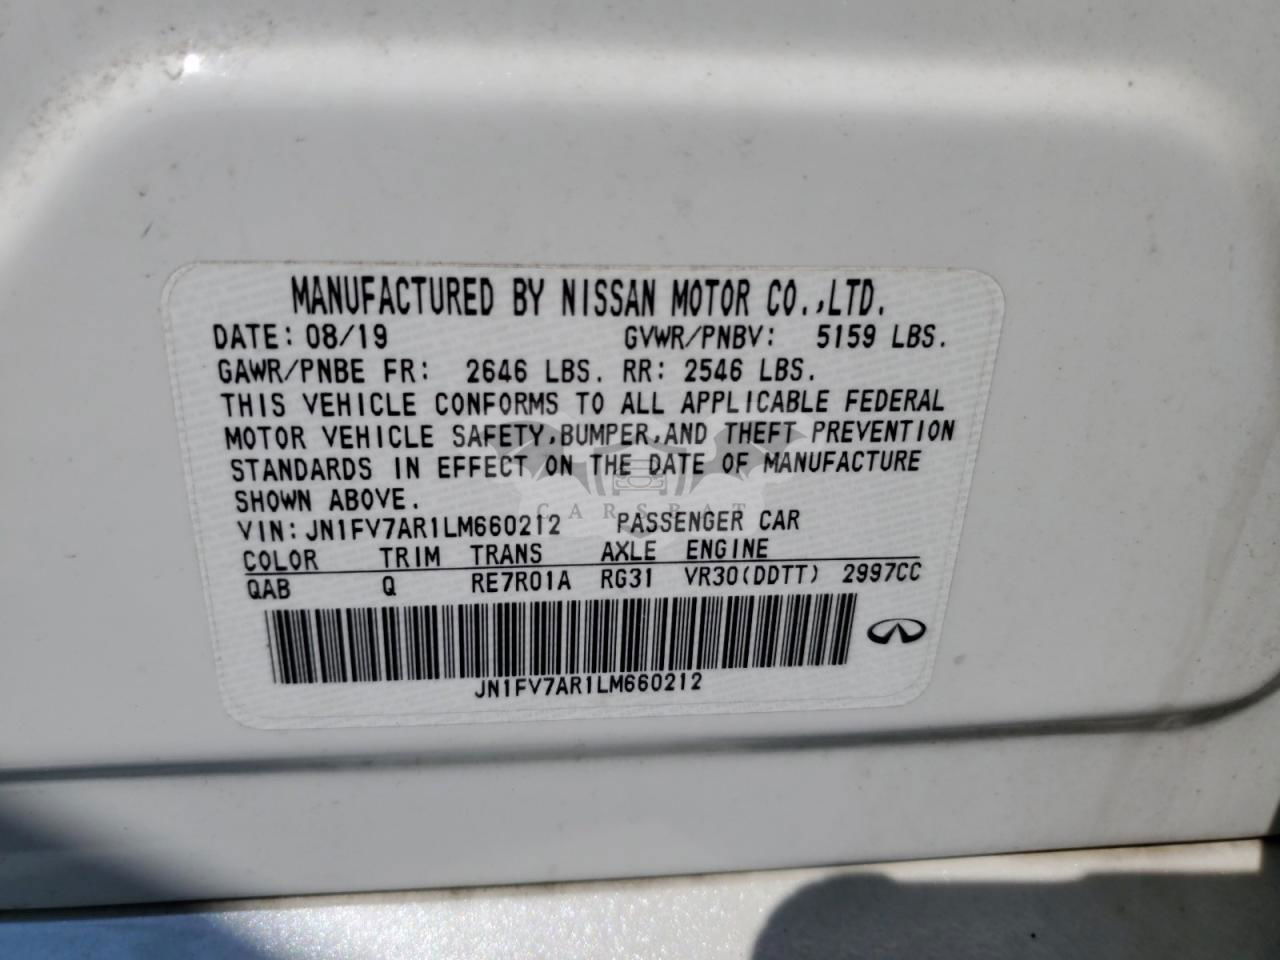 MANUFACTURED BY NISSAN MOTOR CO.,LTD.
DATE: 08/19 GVWR/PNBV: 5159 LBS.
GAWR/PNBE FR: 2646 LBS. RR: 2546 LBS.
THIS VEHICLE CONFORMS TO ALL APPLICABLE FEDERAL
MOTOR VEHICLE SAFETY,BUMPER,AND THEFT PREVENTION
STANDARDS IN EFFECT ON THE DATE OF MANUFACTURE
SHOWN ABOVE.
CARSBAT
VIN:JN1FV7AR1LM660212 PASSENGER CAR
COLOR TRIM TRANS AXLE ENGINE
QAB Q RE7R01A RG31 VR30(DDTT) 2997CC
JN1FV7AR1LM660212